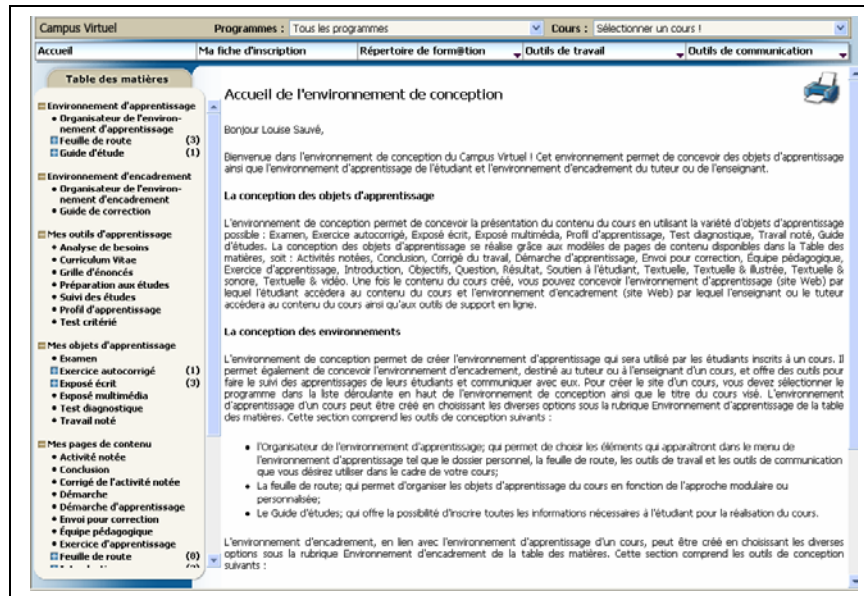 Campus Virtuel Programmes : Tous les programmes Cours : Sélectionner un cours !
Accueil Ma fiche d'inscription Répertoire de form@tion Outils de travail Outils de communication
Table des matières
Environnement d'apprentissage
• Organisateur de l'environ-
nement d'apprentissage
Feuille de route (3)
Guide d'étude (1)
Environnement d'encadrement
• Organisateur de l'environ-
nement d'encadrement
• Guide de correction
Mes outils d'apprentissage
• Analyse de besoins
• Curriculum Vitae
• Grille d'énoncés
• Préparation aux études
• Suivi des études
• Profil d'apprentissage
• Test critérié
Mes objets d'apprentissage
• Examen
Exercice autocorrigé (1)
Exposé écrit (3)
• Exposé multimédia
• Test diagnostique
• Travail noté
Mes pages de contenu
• Activité notée
• Conclusion
• Corrigé de l'activité notée
• Démarche
• Démarche d'apprentissage
• Envoi pour correction
• Équipe pédagogique
• Exercice d'apprentissage
Feuille de route (0)
Accueil de l'environnement de conception
Bonjour Louise Sauvé,
Bienvenue dans l'environnement de conception du Campus Virtuel ! Cet environnement permet de concevoir des objets d'apprentissage
ainsi que l'environnement d'apprentissage de l'étudiant et l'environnement d'encadrement du tuteur ou de l'enseignant.
La conception des objets d'apprentissage
L'environnement de conception permet de concevoir la présentation du contenu du cours en utilisant la variété d'objets d'apprentissage
possible : Examen, Exercice autocorrigé, Exposé écrit, Exposé multimédia, Profil d'apprentissage, Test diagnostique, Travail noté, Guide
d'études. La conception des objets d'apprentissage se réalise grâce aux modèles de pages de contenu disponibles dans la Table des
matières, soit : Activités notées, Conclusion, Corrigé du travail, Démarche d'apprentissage, Envoi pour correction, Équipe pédagogique,
Exercice d'apprentissage, Introduction, Objectifs, Question, Résultat, Soutien à l'étudiant, Textuelle, Textuelle & illustrée, Textuelle &
sonore, Textuelle & vidéo. Une fois le contenu du cours créé, vous pouvez concevoir l'environnement d'apprentissage (site Web) par
lequel l'étudiant accédera au contenu du cours et l'environnement d'encadrement (site Web) par lequel l'enseignant ou le tuteur
accédera au contenu du cours ainsi qu'aux outils de support en ligne.
La conception des environnements
L'environnement de conception permet de créer l'environnement d'apprentissage qui sera utilisé par les étudiants inscrits à un cours. Il
permet également de concevoir l'environnement d'encadrement, destiné au tuteur ou à l'enseignant d'un cours, et offre des outils pour
faire le suivi des apprentissages de leurs étudiants et communiquer avec eux. Pour créer le site d'un cours, vous devez sélectionner le
programme dans la liste déroulante en haut de l'environnement de conception ainsi que le titre du cours visé. L'environnement
d'apprentissage d'un cours peut être créé en choisissant les diverses options sous la rubrique Environnement d'apprentissage de la table
des matières. Cette section comprend les outils de conception suivants :
• l'Organisateur de l'environnement d'apprentissage; qui permet de choisir les éléments qui apparaîtront dans le menu de
l'environnement d'apprentissage tel que le dossier personnel, la feuille de route, les outils de travail et les outils de communication
que vous désirez utiliser dans le cadre de votre cours;
• La feuille de route; qui permet d'organiser les objets d'apprentissage du cours en fonction de l'approche modulaire ou
personnalisée;
• Le Guide d'études; qui offre la possibilité d'inscrire toutes les informations nécessaires à l'étudiant pour la réalisation du cours.
L'environnement d'encadrement, en lien avec l'environnement d'apprentissage d'un cours, peut être créé en choisissant les diverses
options sous la rubrique Environnement d'encadrement de la table des matières. Cette section comprend les outils de conception
suivants :